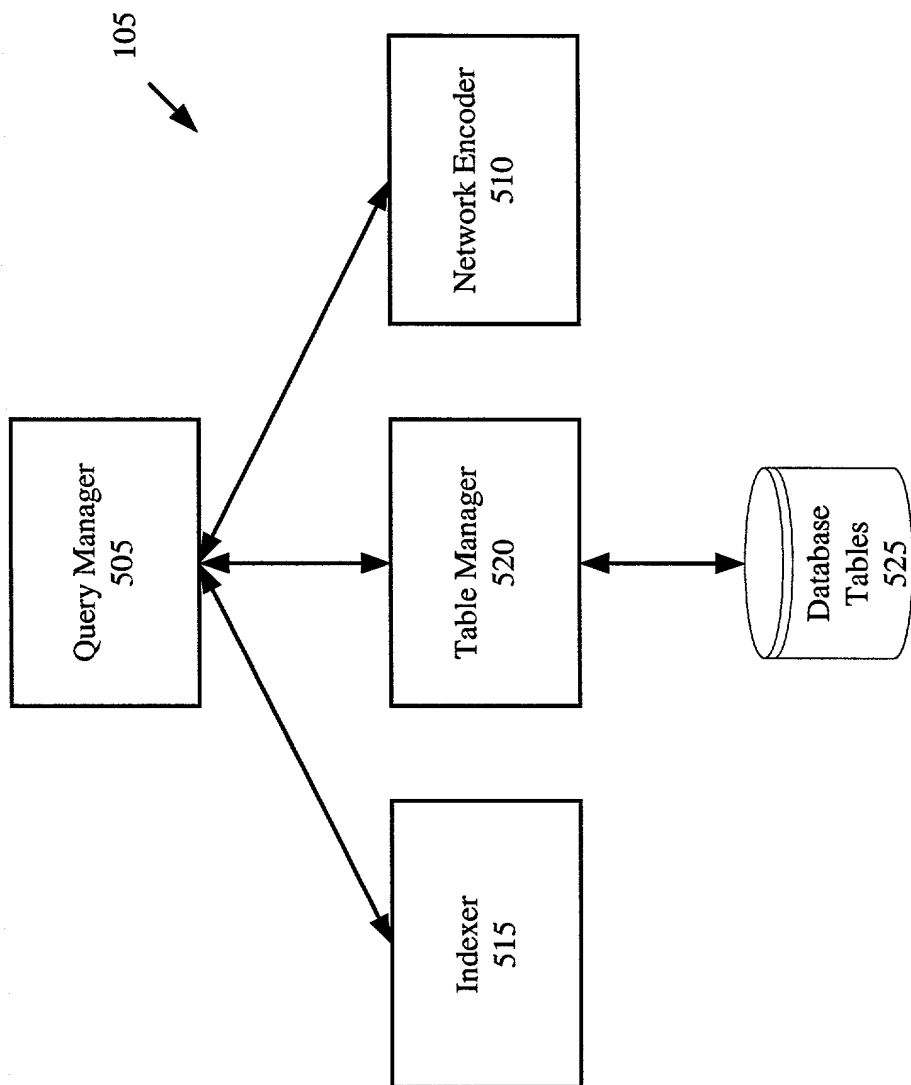 105
Query Manager
505
Network Encoder
510
Table Manager
520
Indexer
515
Database
Tables
525